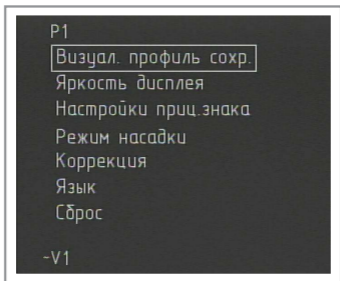 P1
Визуал. профиль сохр.
Яркость дисплея
Настройки приц.знака
Режим насадки
Коррекция
Язык
Сброс
-V1